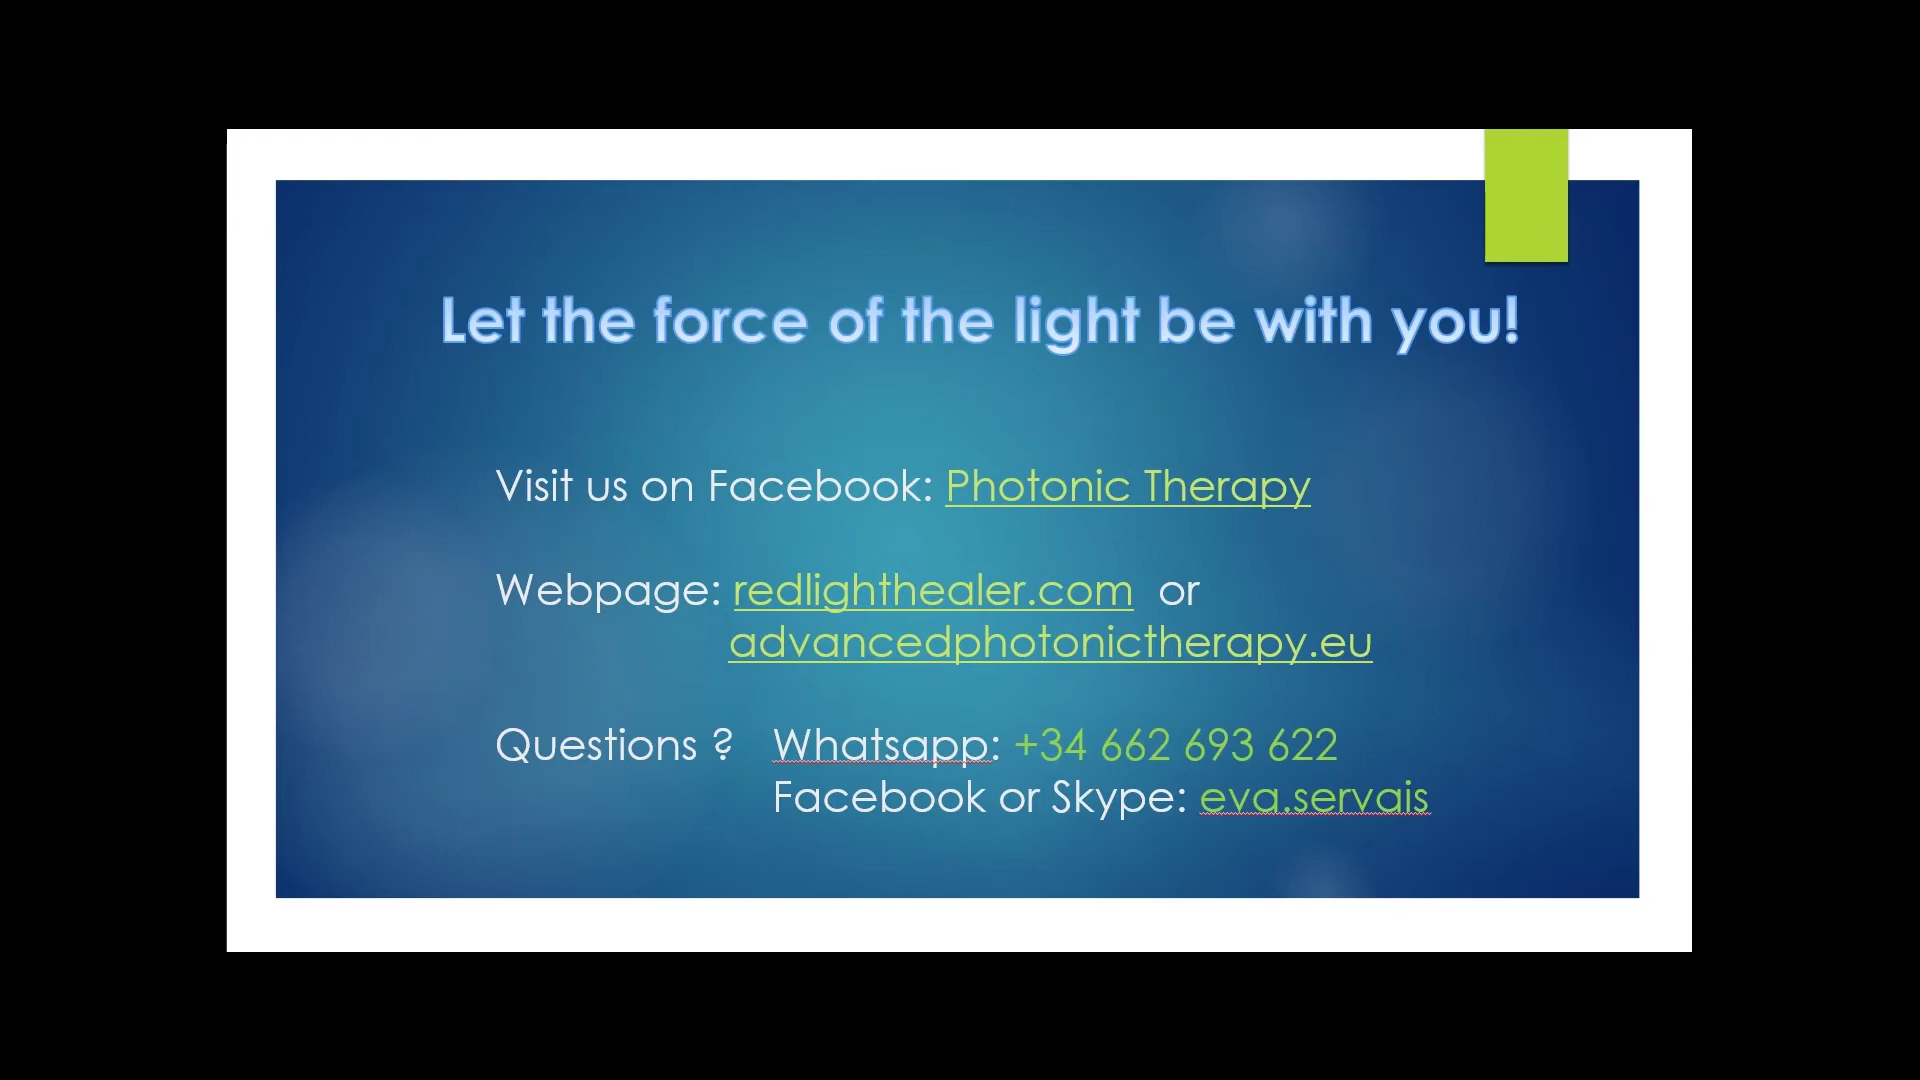 Let the force of the light be with you!
Visit us on Facebook: Photonic Therapy
Webpage: redlighthealer.com or
advancedphotonictherapy.eu
Questions ? Whatsapp: +34 662 693 622
Facebook or Skype: eva.servais